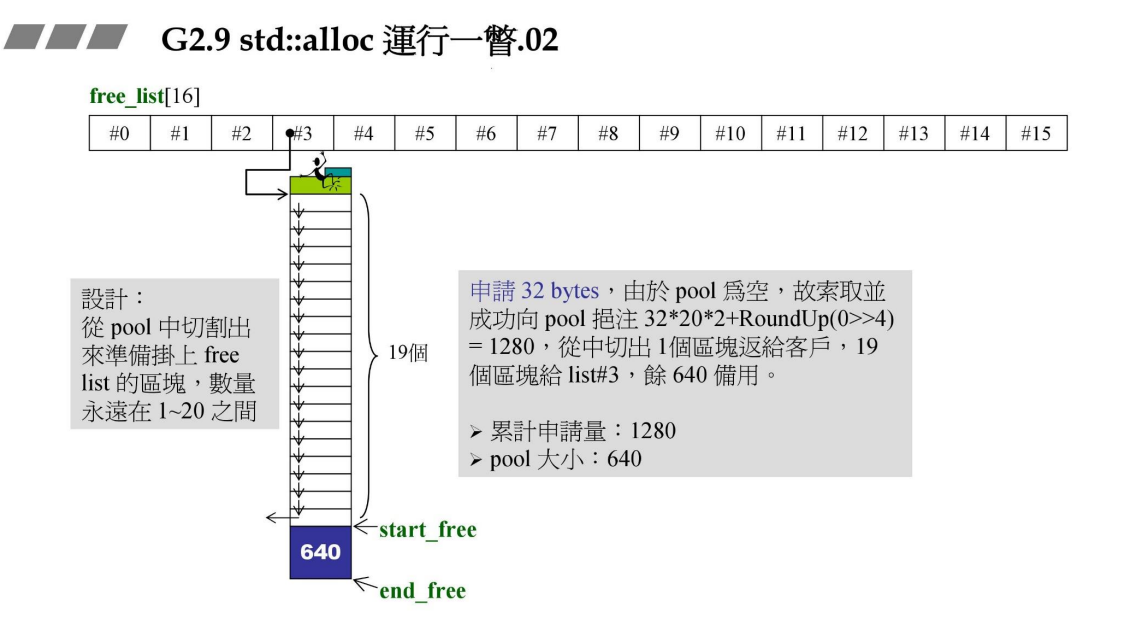 G2.9 std::alloc 運行一瞥.02
free_list[16]
#0 #1 #2 #3 #4 #5 #6 #7 #8 #9 #10 #11 #12 #13 #14 #15
設計：
從 pool 中切割出
來準備掛上 free
list 的區塊，數量
永遠在 1~20 之間
19個
申請 32 bytes，由於 pool 爲空，故索取並
成功向 pool 挹注 32*20*2+RoundUp(0>>4)
= 1280，從中切出 1個區塊返給客戶，19
個區塊給 list#3，餘 640 備用。
➢ 累計申請量：1280
➢ pool 大小：640
start_free
640
end_free